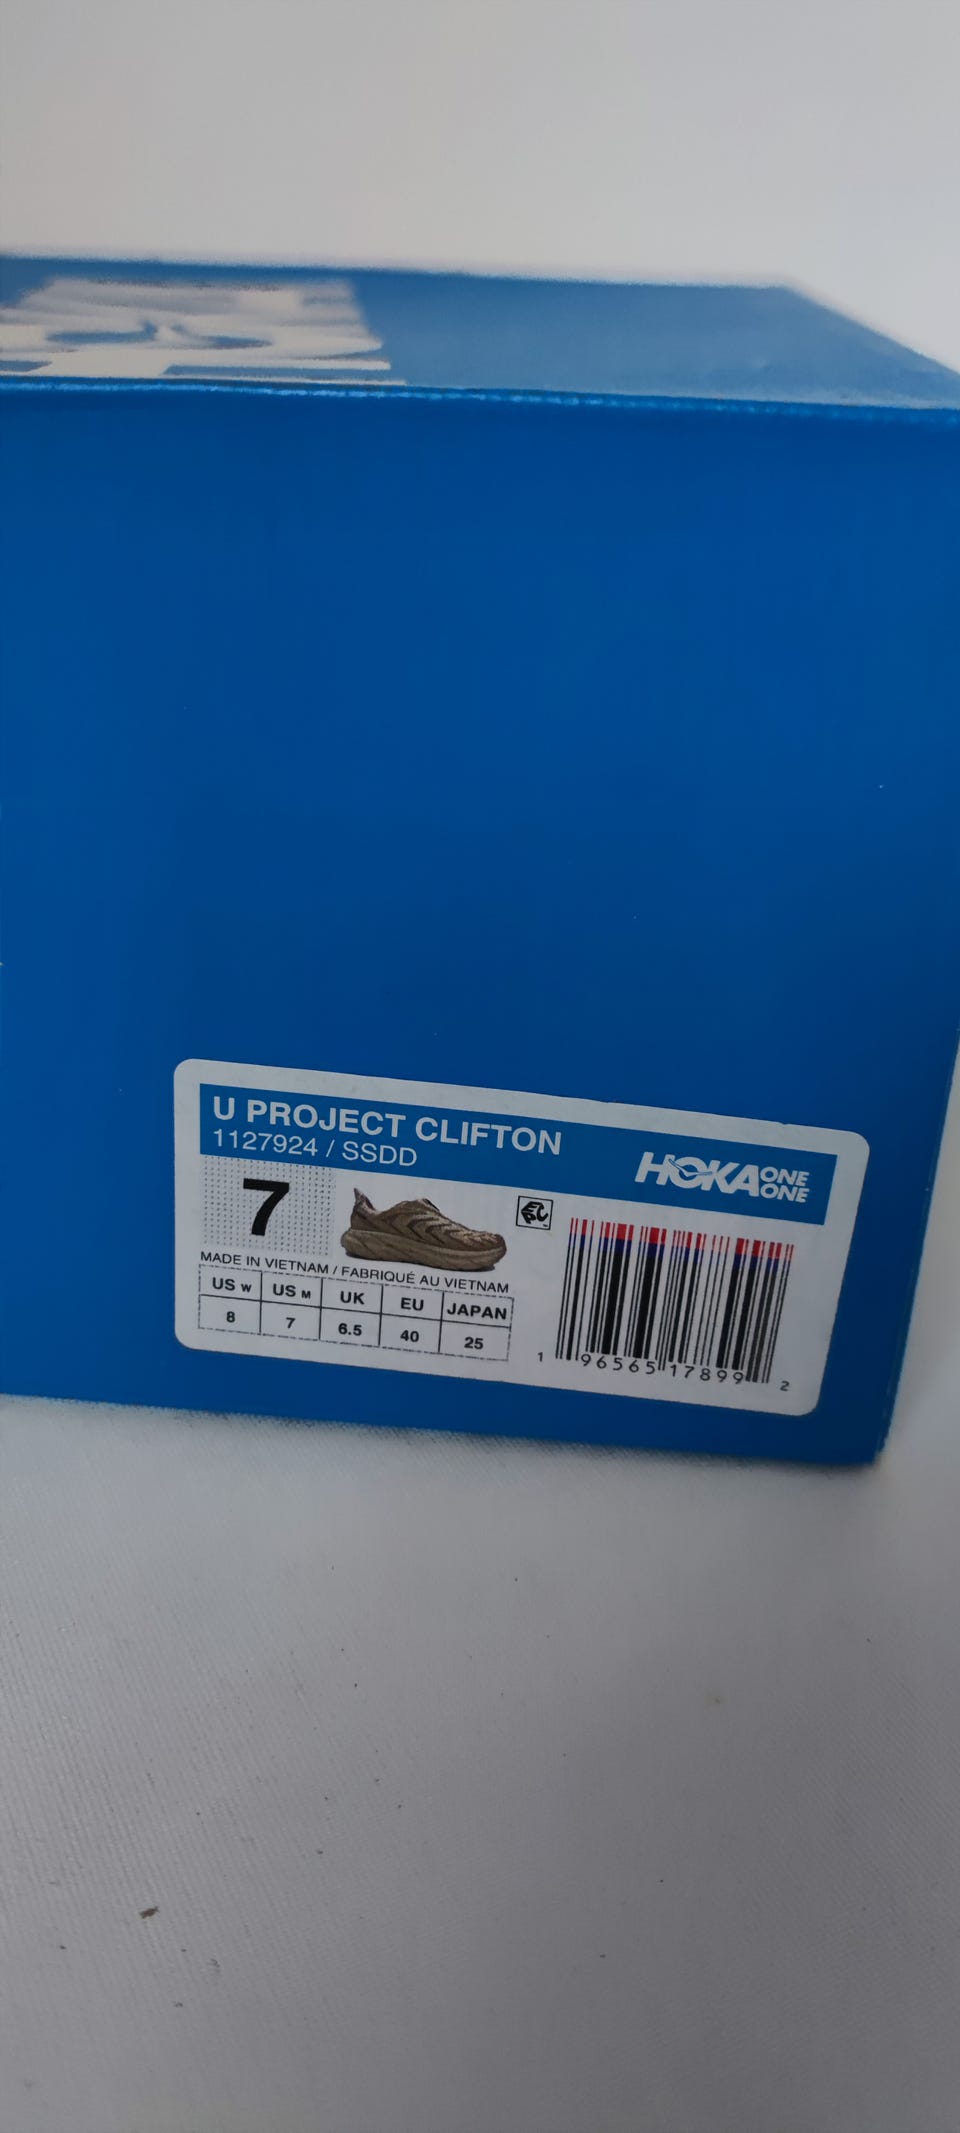 U PROJECT CLIFTON
1127924 / SSDD
HOKA ONE ONE
7
MADE IN VIETNAM / FABRIQUÉ AU VIETNAM
US W US M UK EU JAPAN
8 7 6.5 40 25
1 96565 17899 2